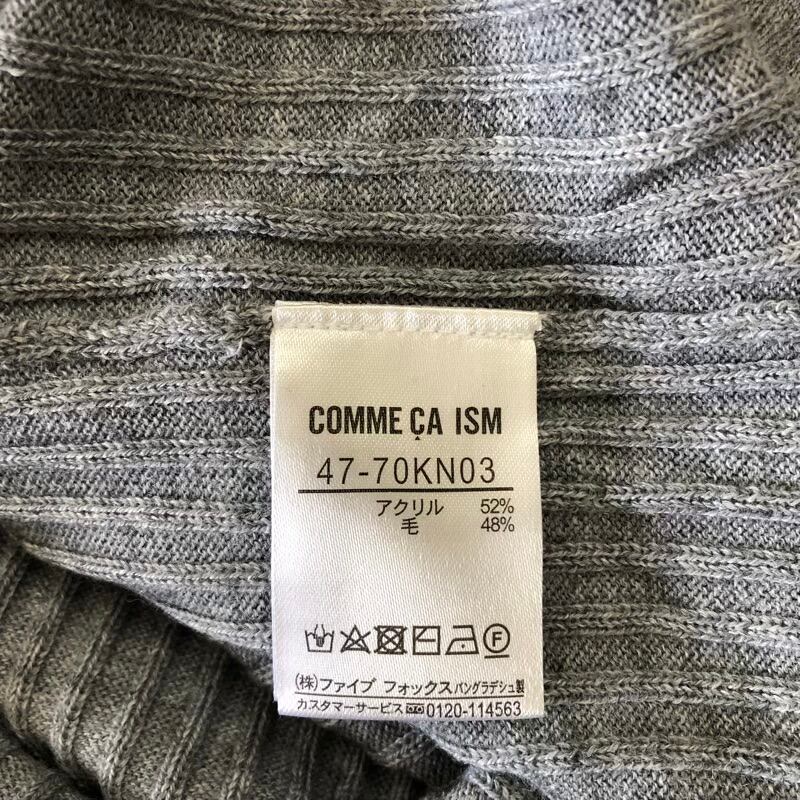 COMME ÇA ISM
47-70KN03
アクリル 52%
毛 48%
F
(株)ファイブ フォックス バングラデシュ製
カスタマーサービス 0120-114563